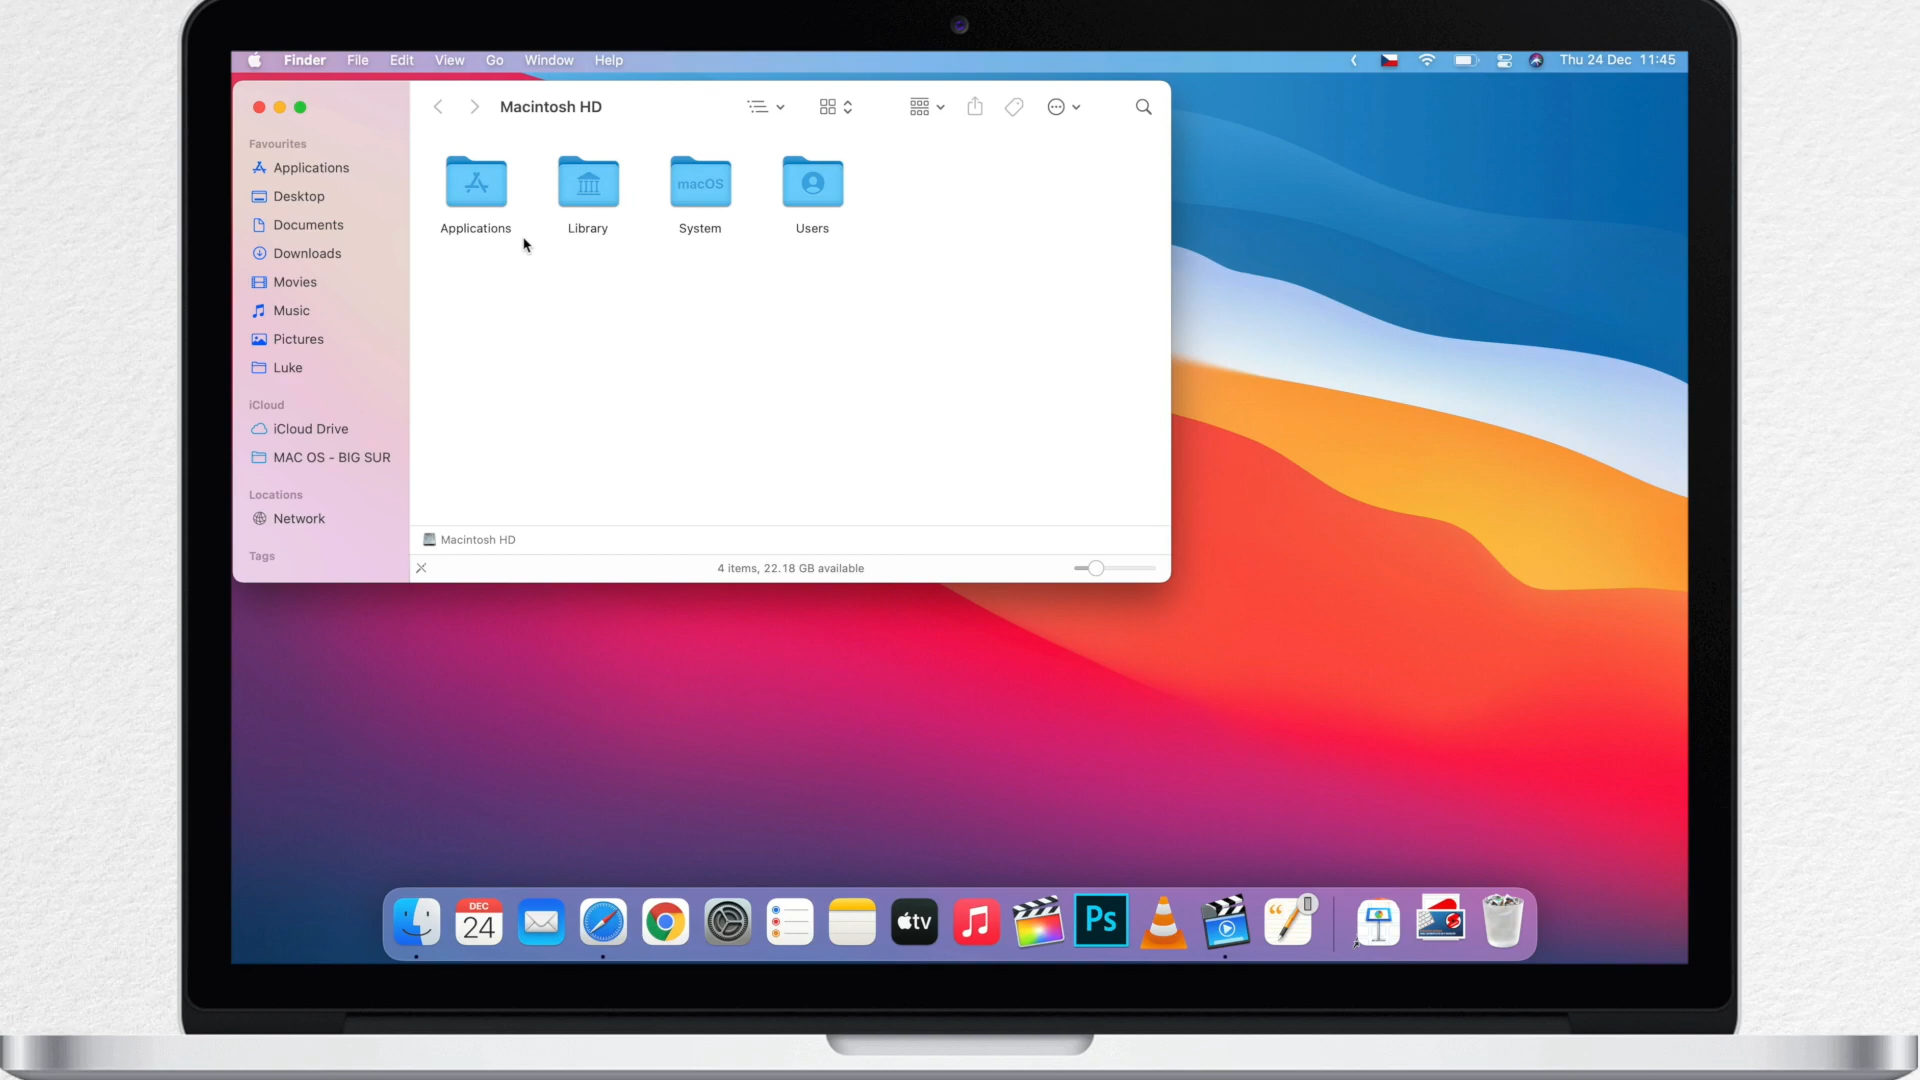 Finder File Edit View Go Window Help Thu 24 Dec 11:45
Macintosh HD
Favourites
Applications
Desktop
Documents
Downloads
Movies
Music
Pictures
Luke
iCloud
iCloud Drive
MAC OS - BIG SUR
Locations
Network
Tags
macOS
Applications Library System Users
Macintosh HD
4 items, 22.18 GB available
DEC
24
tv
Ps